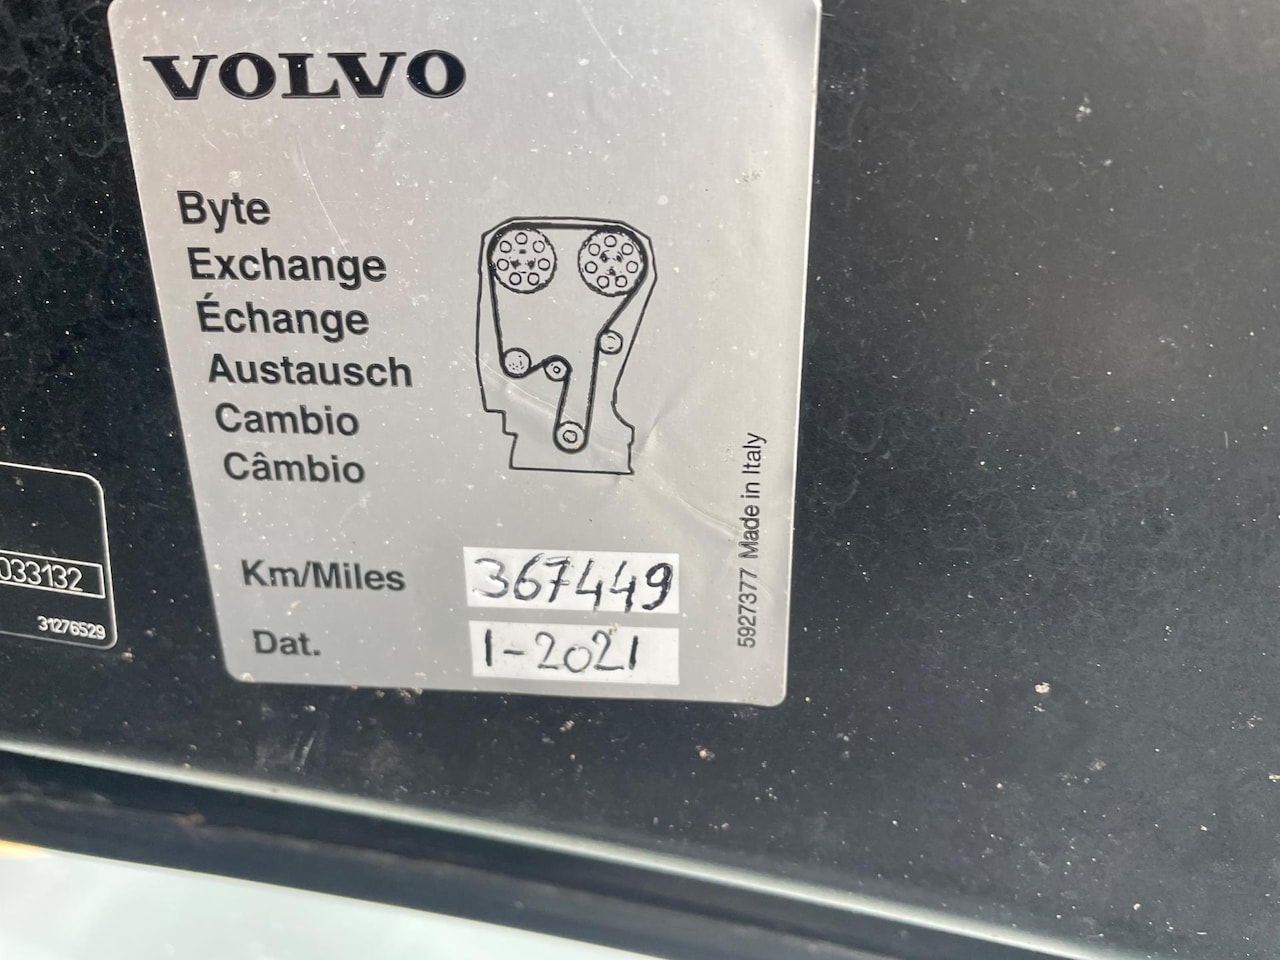 VOLVO
Byte
Exchange
Échange
Austausch
Cambio
Câmbio
Km/Miles 367449
Dat. 1-2021
5927377 Made in Italy
033132
31276529